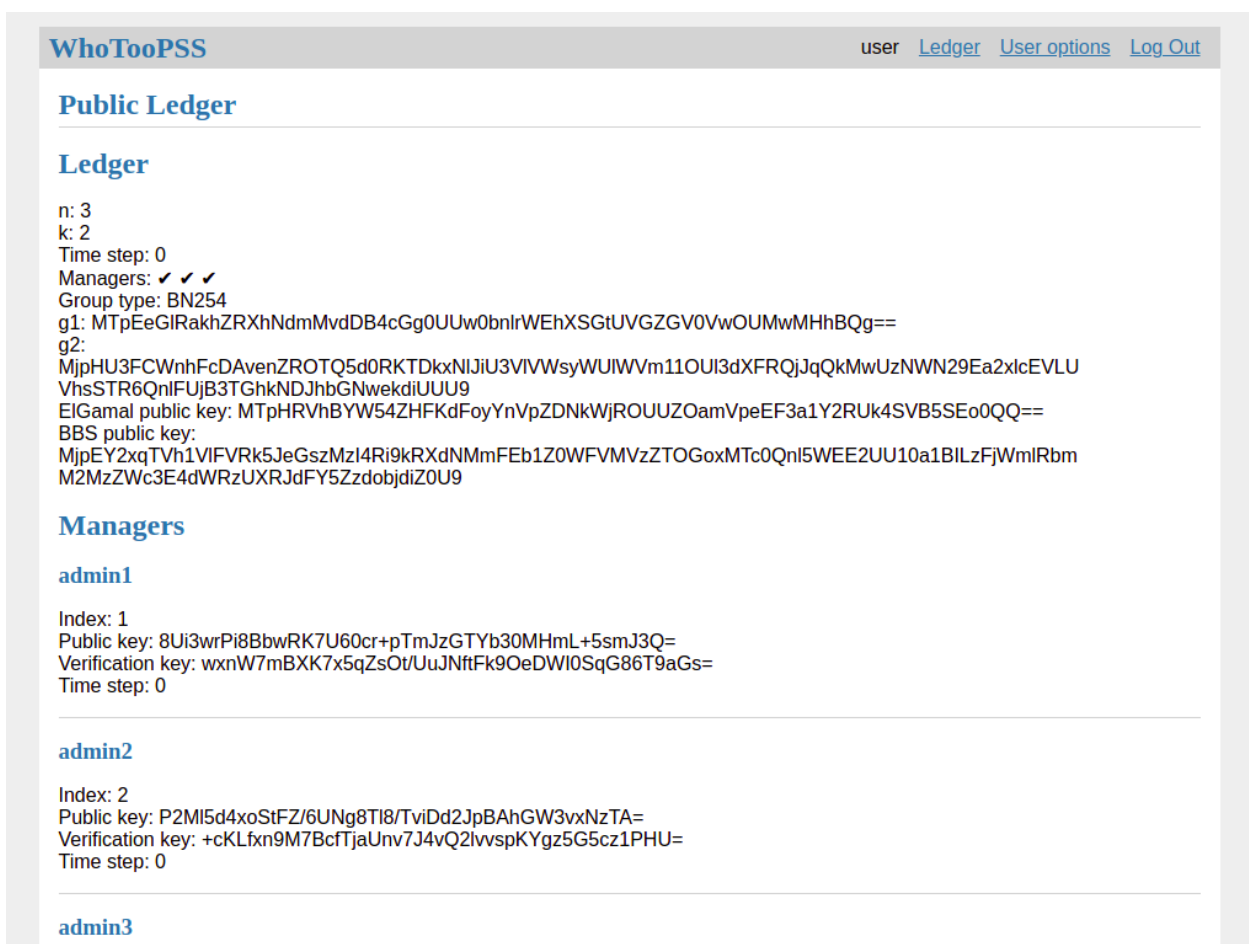 WhoTooPSS
user Ledger User options Log Out
Public Ledger
Ledger
n: 3
k: 2
Time step: 0
Managers: ✔ ✔ ✔
Group type: BN254
g1: MTpEeGlRakhZRXhNdmMvdDB4cGg0UUw0bnlrWEhXSGtUVGZGV0VwOUMwMHhBQg==
g2:
MjpHU3FCWnhFcDAvenZROTQ5d0RKTDkxNlJiU3VlVWsyWUlWVm11OUl3dXFRQjJqQkMwUzNWN29Ea2xlcEVLU
VhsSTR6QnlFUjB3TGhkNDJhbGNwekdiUUU9
ElGamal public key: MTpHRVhBYW54ZHFKdFoyYnVpZDNkWjROUUZOamVpeEF3a1Y2RUk4SVB5SEo0QQ==
BBS public key:
MjpEY2xqTVh1VlFVRk5JeGszMzI4Ri9kRXdNMmFEb1Z0WFVMVzZTOGoxMTc0Qnl5WEE2UU10a1BILzFjWmlRbm
M2MzZWc3E4dWRzUXRJdFY5ZzdobjdiZ0U9
Managers
admin1
Index: 1
Public key: 8Ui3wrPi8BbwRK7U60cr+pTmJzGTYb30MHmL+5smJ3Q=
Verification key: wxnW7mBXK7x5qZsOt/UuJNftFk9OeDWI0SqG86T9aGs=
Time step: 0
admin2
Index: 2
Public key: P2Ml5d4xoStFZ/6UNg8Tl8/TviDd2JpBAhGW3vxNzTA=
Verification key: +cKLfxn9M7BcfTjaUnv7J4vQ2lvvspKYgz5G5cz1PHU=
Time step: 0
admin3